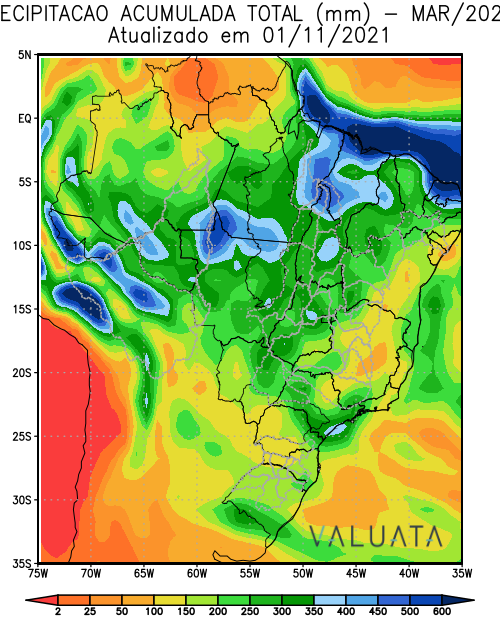 ECIPITACAO ACUMULADA TOTAL (mm) – MAR/202
Atualizado em 01/11/2021
5N
EQ
5S
10S
15S
20S
25S
30S
35S
VALUATA
75W 70W 65W 60W 55W 50W 45W 40W 35W
2 25 50 100 150 200 250 300 350 400 450 500 600